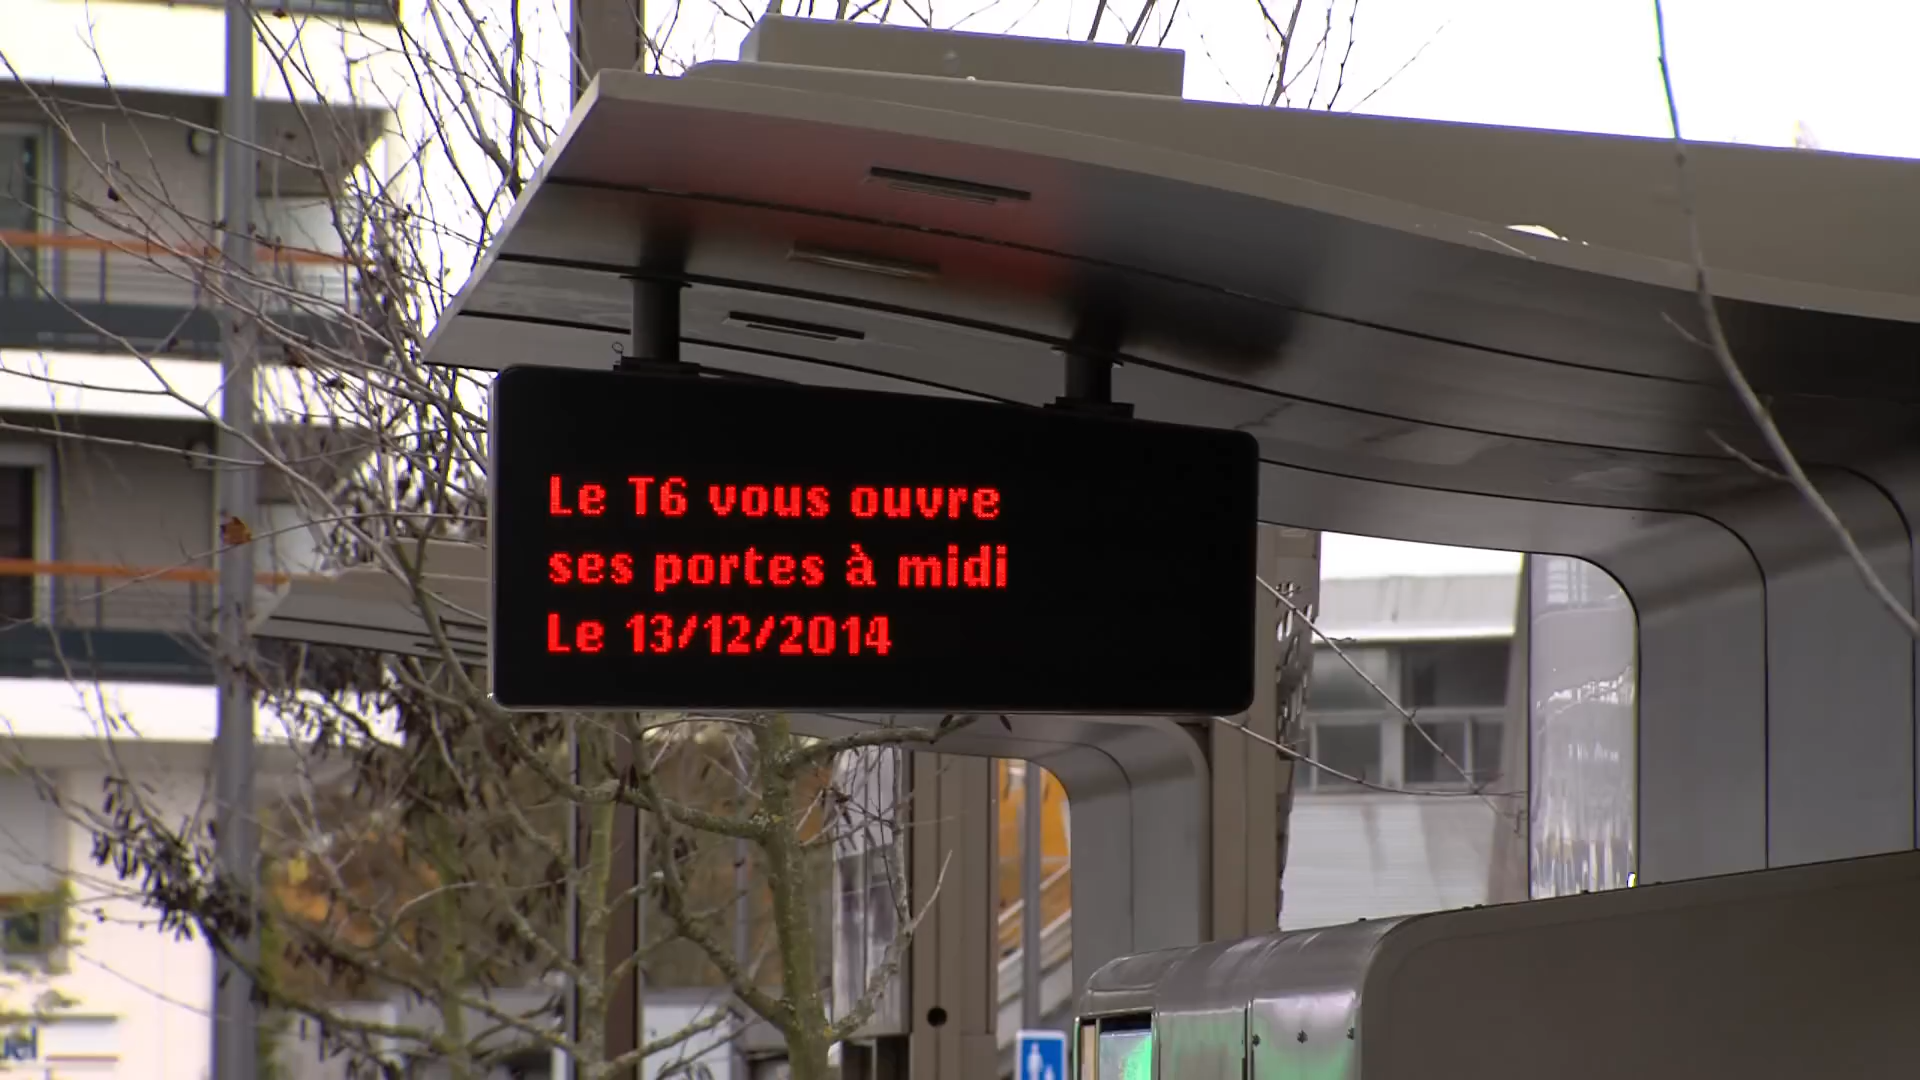 Le T6 vous ouvre
ses portes à midi
Le 13/12/2014